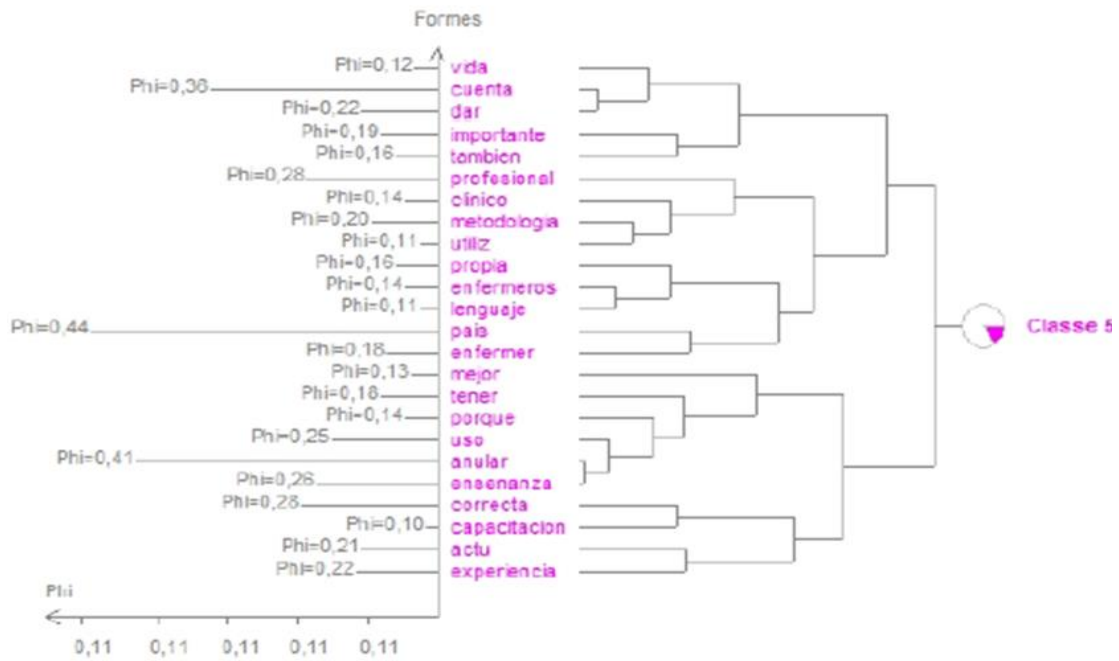 Formes
Phi=0,12 vida
Phi=0,36 cuenta
Phi=0,22 dar
Phi=0,19 importante
Phi=0,16 tambien
Phi=0,28 profesional
Phi=0,14 clinico
Phi=0,20 metodologia
Phi=0,11 utiliz
Phi=0,16 propia
Phi=0,14 enfermeros
Phi=0,11 lenguaje
Phi=0,44 pais
Phi=0,18 enfermer
Phi=0,13 mejor
Phi=0,18 tener
Phi=0,14 porque
Phi=0,25 uso
Phi=0,41 anular
Phi=0,26 ensenanza
Phi=0,28 correcta
Phi=0,10 capacitacion
Phi=0,21 actu
Phi=0,22 experiencia
Classe 5
Phi
0,11 0,11 0,11 0,11 0,11